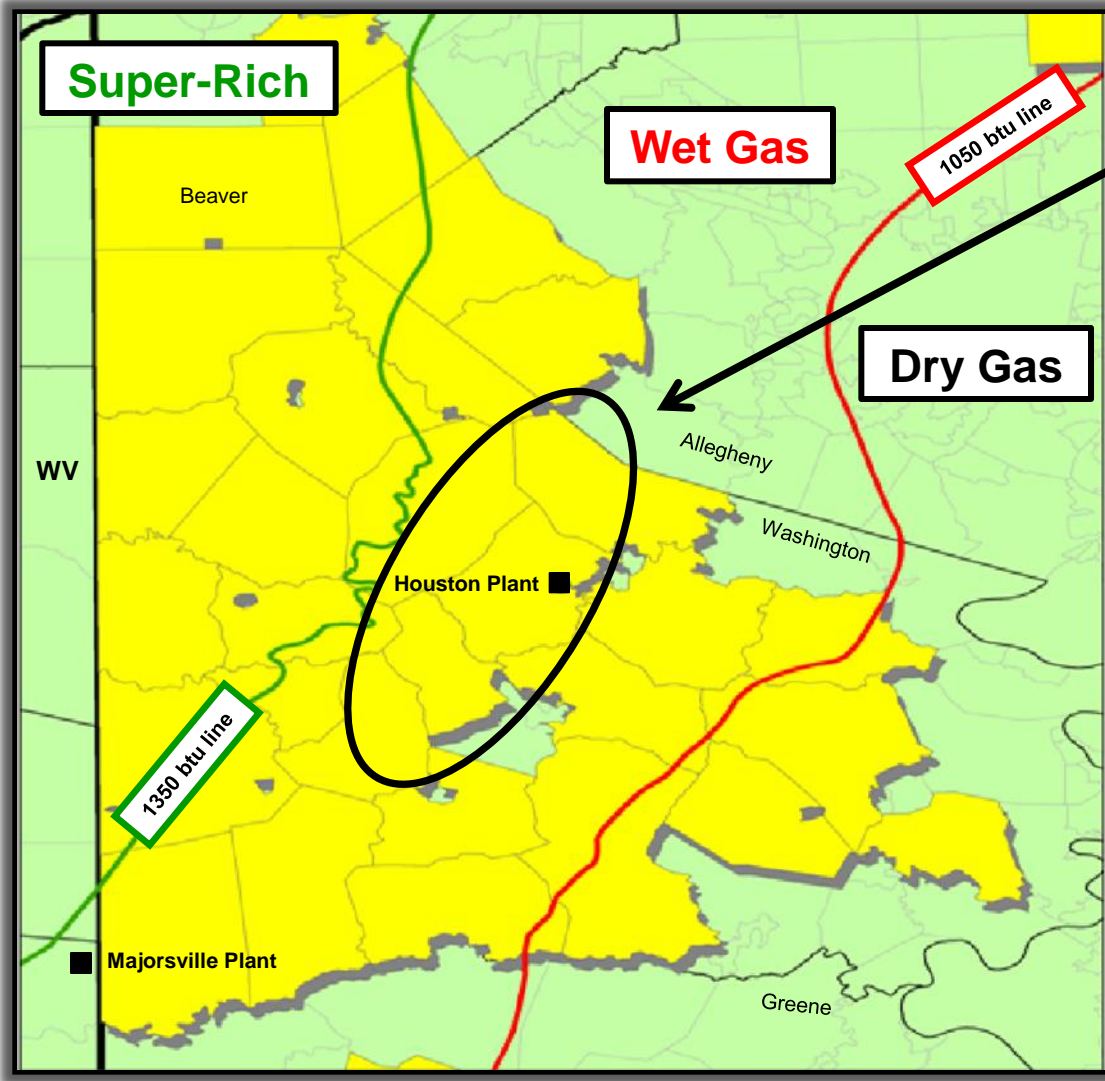 Super-Rich
Wet Gas
1050 btu line
Beaver
Dry Gas
Allegheny
WV
Washington
Houston Plant
1350 btu line
Majorsville Plant
Greene